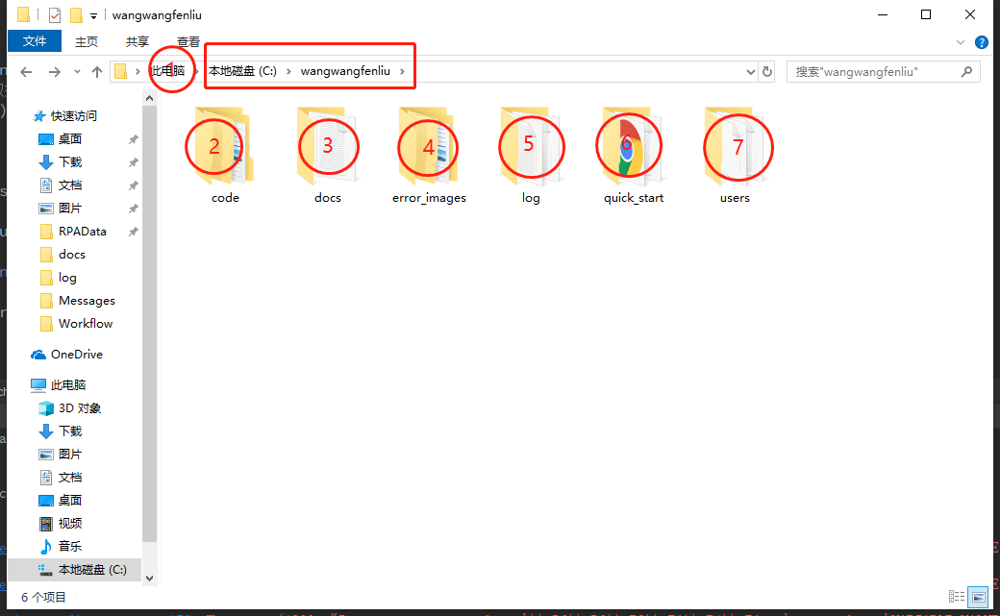 wangwangfenliu
文件 主页 共享 查看
此电脑 本地磁盘 (C:) wangwangfenliu 搜索"wangwangfenliu"
1
快速访问
桌面
下载
文档
图片
RPAData
docs
log
Messages
Workflow
OneDrive
此电脑
3D 对象
下载
图片
文档
桌面
视频
音乐
本地磁盘 (C:)
2 3 4 5 6 7
code docs error_images log quick_start users
6 个项目